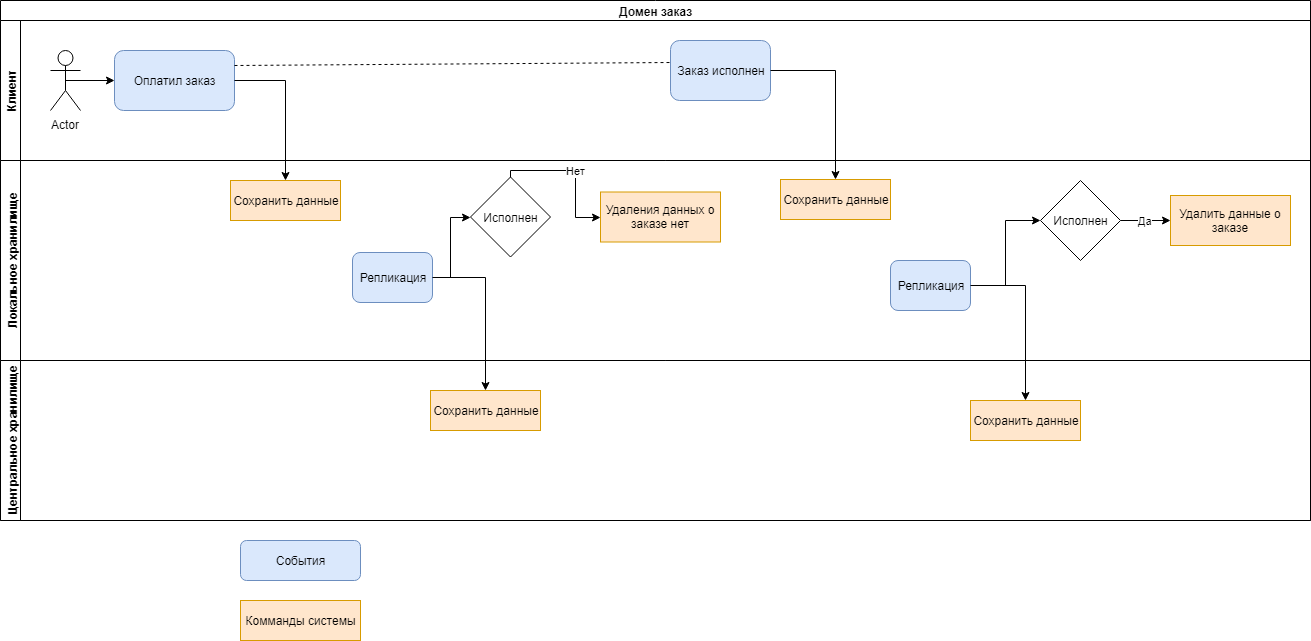 Домен заказ
Клиент
Actor
Оплатил заказ
Заказ исполнен
Локальное хранилище
Сохранить данные
Репликация
Исполнен
Нет
Удаления данных о
заказе нет
Сохранить данные
Репликация
Исполнен
Да
Удалить данные о
заказе
Центральное хранилище
Сохранить данные
Сохранить данные
События
Комманды системы